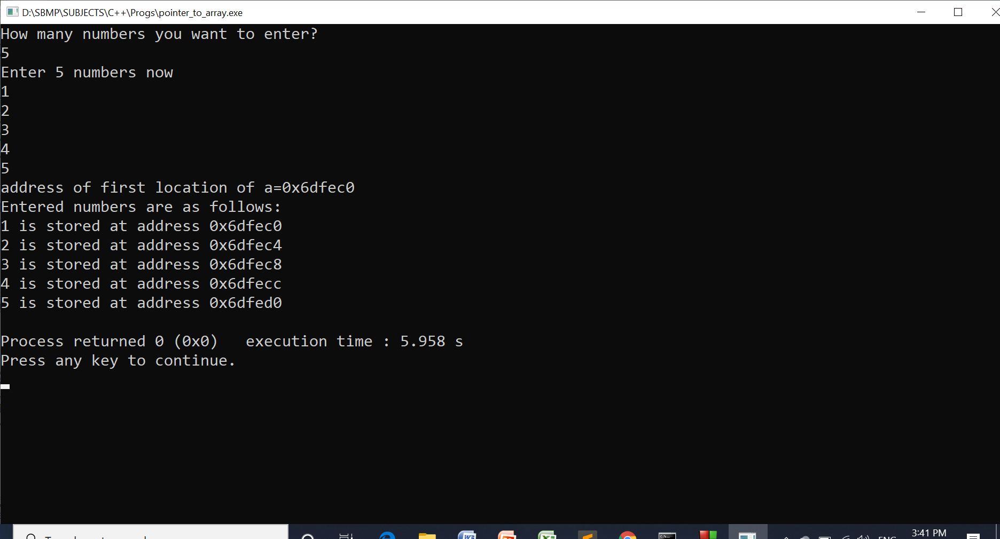 D:\SBMP\SUBJECTS\C++\Progs\pointer_to_array.exe
How many numbers you want to enter?
5
Enter 5 numbers now
1
2
3
4
5
address of first location of a=0x6dfec0
Entered numbers are as follows:
1 is stored at address 0x6dfec0
2 is stored at address 0x6dfec4
3 is stored at address 0x6dfec8
4 is stored at address 0x6dfecc
5 is stored at address 0x6dfed0
Process returned 0 (0x0)   execution time : 5.958 s
Press any key to continue.
ENG
3:41 PM